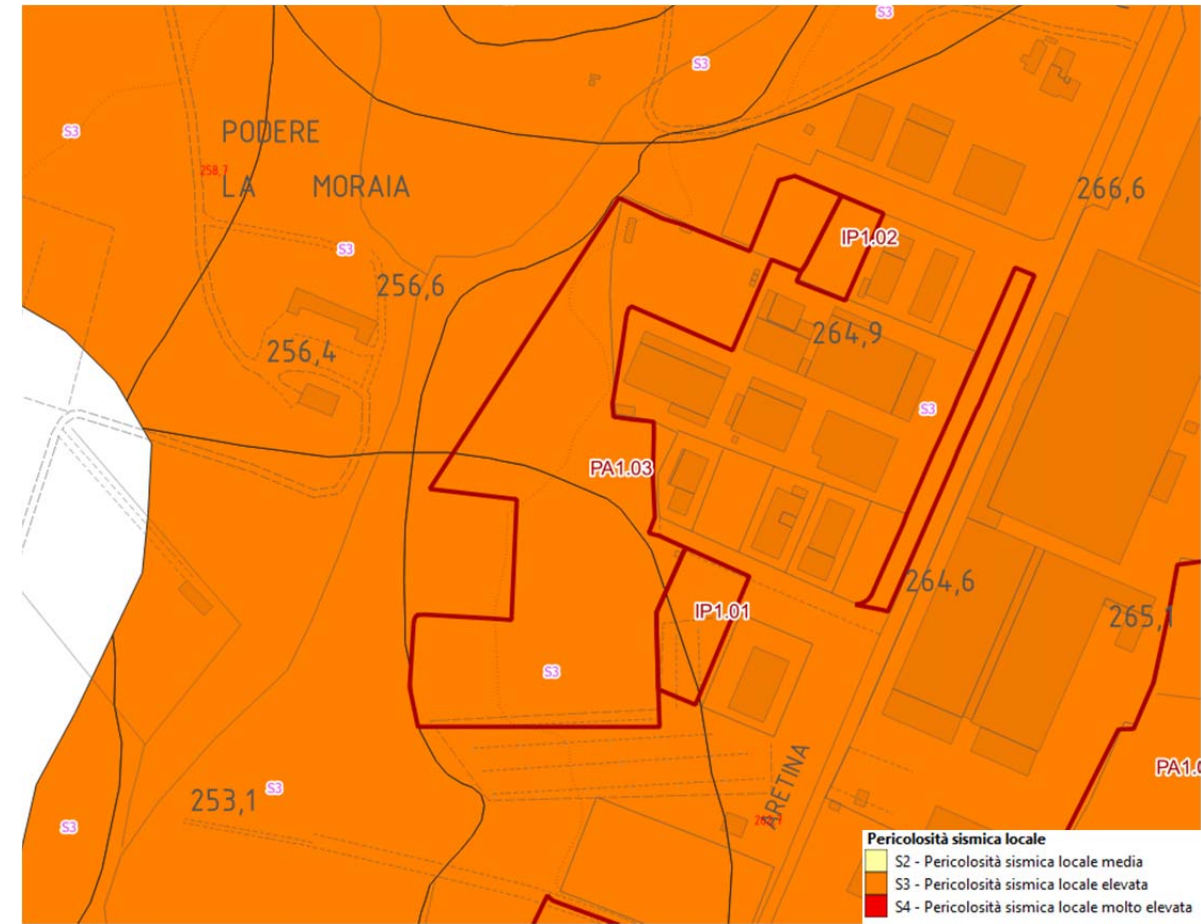 S3
S3
S3
PODERE
258,7
LA MORAIA
266,6
IP1.02
S3
256,6
264,9
256,4
S3
PA1.03
264,6
IP1.01
265,1
S3
ARETINA
PA1.0
253,1
S3
S3
Pericolosità sismica locale
S2 - Pericolosità sismica locale media
S3 - Pericolosità sismica locale elevata
S4 - Pericolosità sismica locale molto elevata